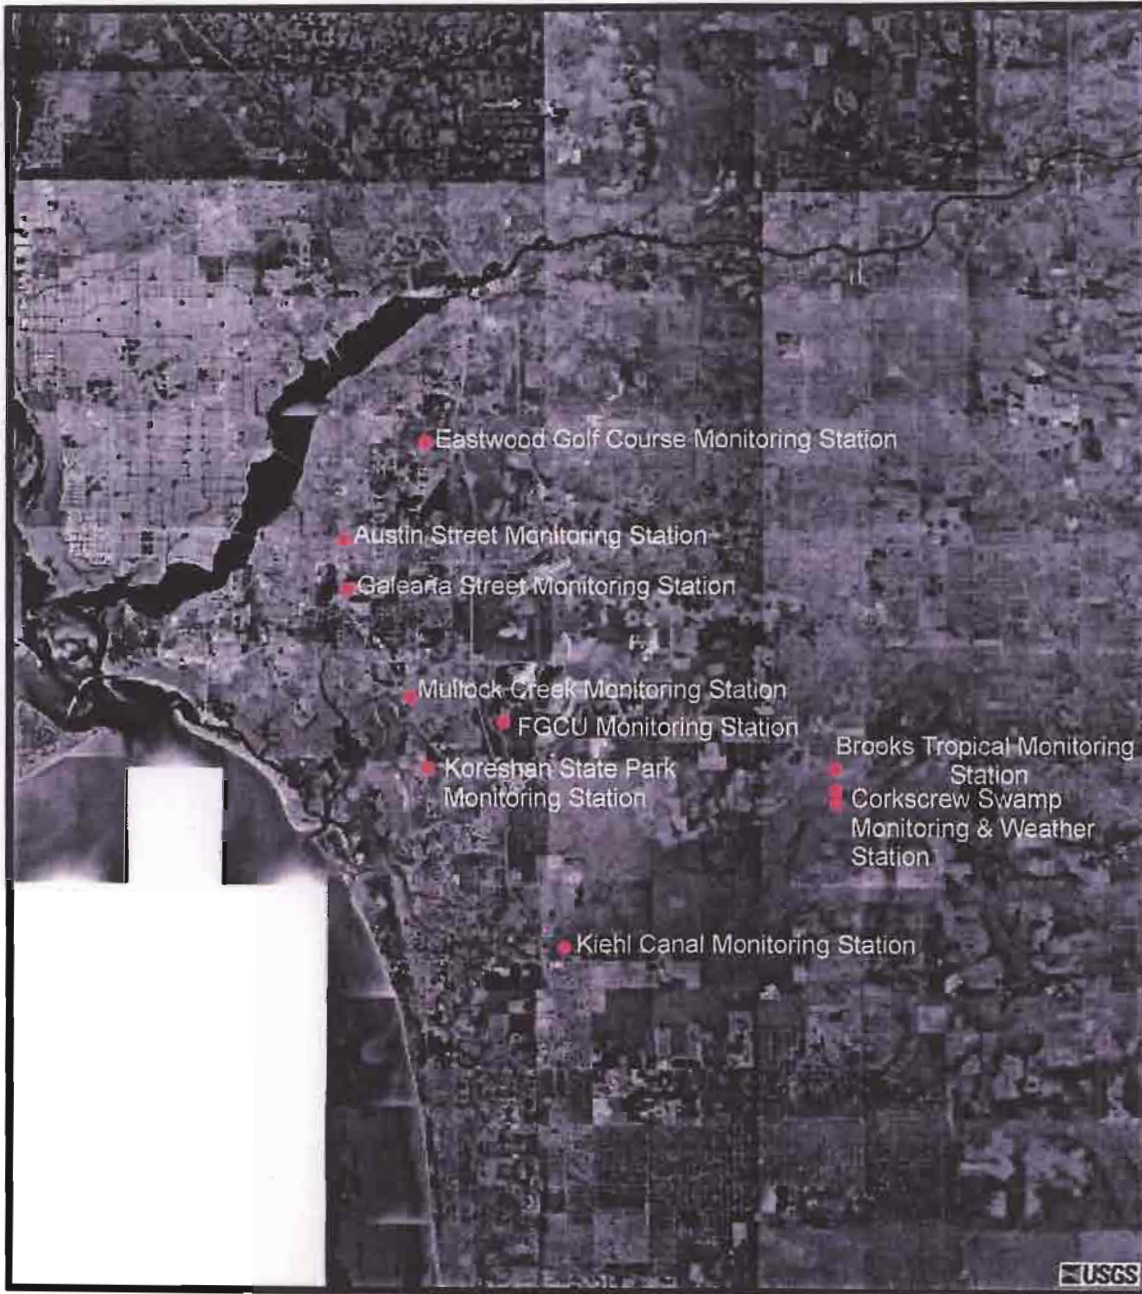 Eastwood Golf Course Monitoring Station
Austin Street Monitoring Station
Galeana Street Monitoring Station
Mullock Creek Monitoring Station
FGCU Monitoring Station
Brooks Tropical Monitoring
Station
Koreshan State Park
Monitoring Station
Corkscrew Swamp
Monitoring & Weather
Station
Kiehl Canal Monitoring Station
USGS